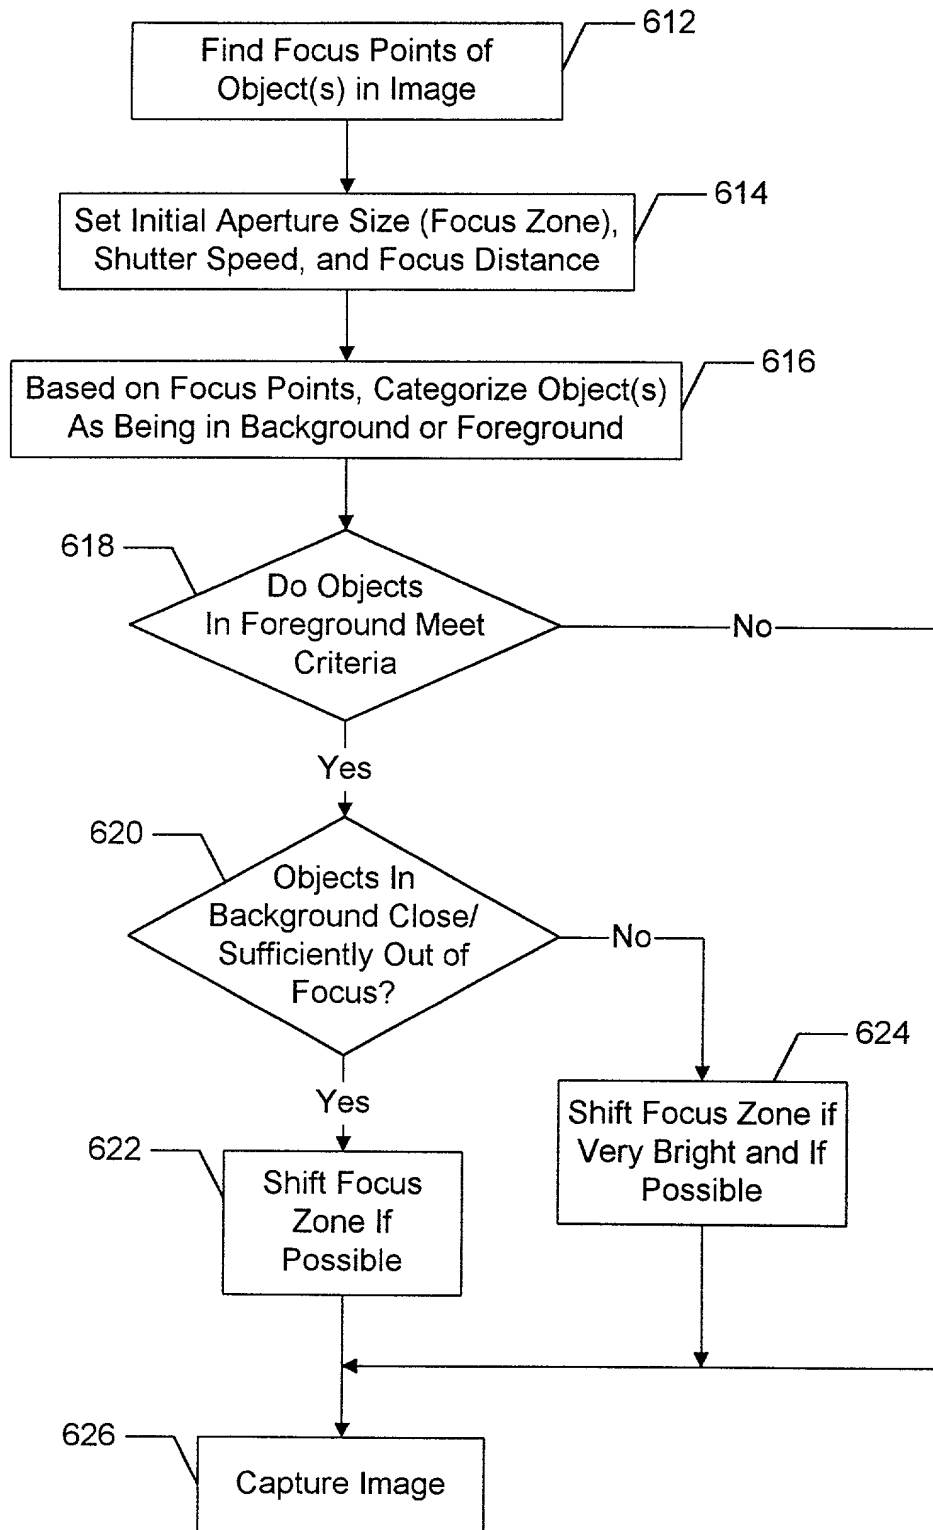 612
Find Focus Points of
Object(s) in Image
614
Set Initial Aperture Size (Focus Zone),
Shutter Speed, and Focus Distance
616
Based on Focus Points, Categorize Object(s)
As Being in Background or Foreground
618
Do Objects
In Foreground Meet
Criteria
No
Yes
620
Objects In
Background Close/
Sufficiently Out of
Focus?
No
Yes
624
Shift Focus Zone if
Very Bright and If
Possible
622
Shift Focus
Zone If
Possible
626
Capture Image